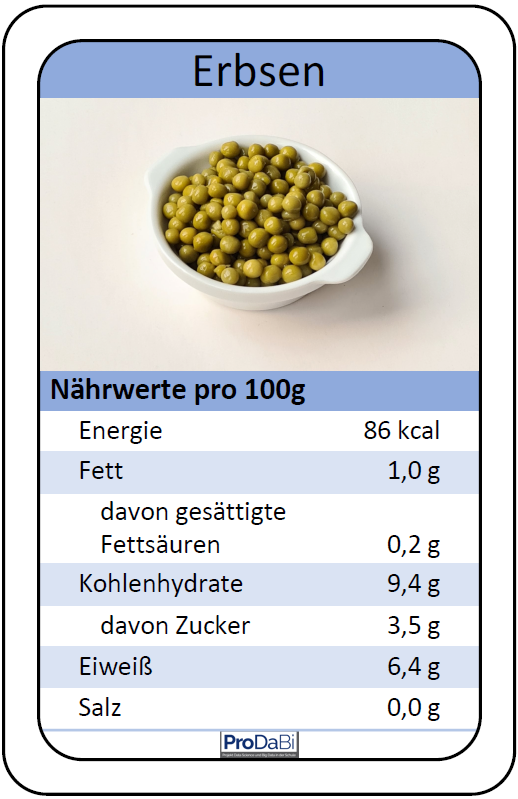 Erbsen
Nährwerte pro 100g
Energie 86 kcal
Fett 1,0 g
davon gesättigte
Fettsäuren 0,2 g
Kohlenhydrate 9,4 g
davon Zucker 3,5 g
Eiweiß 6,4 g
Salz 0,0 g
ProDaBi